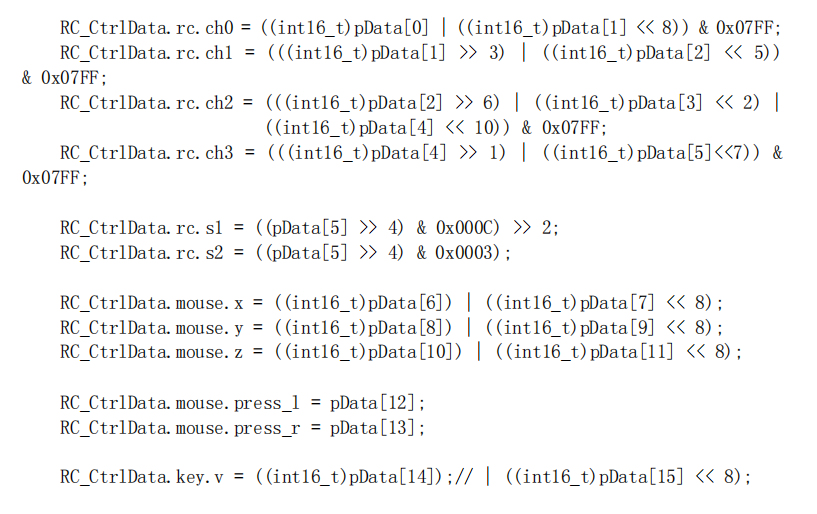 RC_CtrlData.rc.ch0 = ((int16_t)pData[0] | ((int16_t)pData[1] << 8)) & 0x07FF;
RC_CtrlData.rc.ch1 = (((int16_t)pData[1] >> 3) | ((int16_t)pData[2] << 5))
& 0x07FF;
RC_CtrlData.rc.ch2 = (((int16_t)pData[2] >> 6) | ((int16_t)pData[3] << 2) |
((int16_t)pData[4] << 10)) & 0x07FF;
RC_CtrlData.rc.ch3 = (((int16_t)pData[4] >> 1) | ((int16_t)pData[5]<<7)) &
0x07FF;
RC_CtrlData.rc.s1 = ((pData[5] >> 4) & 0x000C) >> 2;
RC_CtrlData.rc.s2 = ((pData[5] >> 4) & 0x0003);
RC_CtrlData.mouse.x = ((int16_t)pData[6]) | ((int16_t)pData[7] << 8);
RC_CtrlData.mouse.y = ((int16_t)pData[8]) | ((int16_t)pData[9] << 8);
RC_CtrlData.mouse.z = ((int16_t)pData[10]) | ((int16_t)pData[11] << 8);
RC_CtrlData.mouse.press_l = pData[12];
RC_CtrlData.mouse.press_r = pData[13];
RC_CtrlData.key.v = ((int16_t)pData[14]);// | ((int16_t)pData[15] << 8);